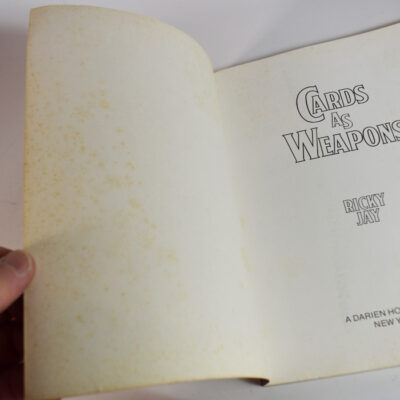 CARDS
AS
WEAPONS
RICKY
JAY
A DARIEN HO
NEW Y